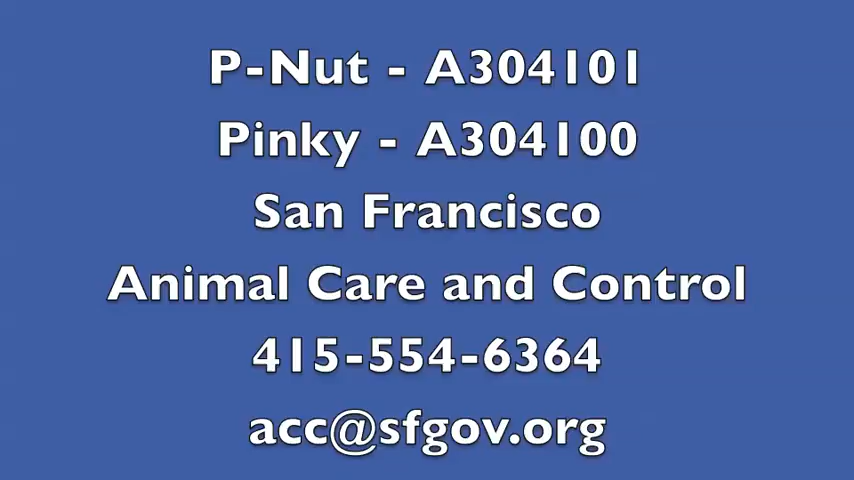 P-Nut - A304101
Pinky - A304100
San Francisco
Animal Care and Control
415-554-6364
acc@sfgov.org